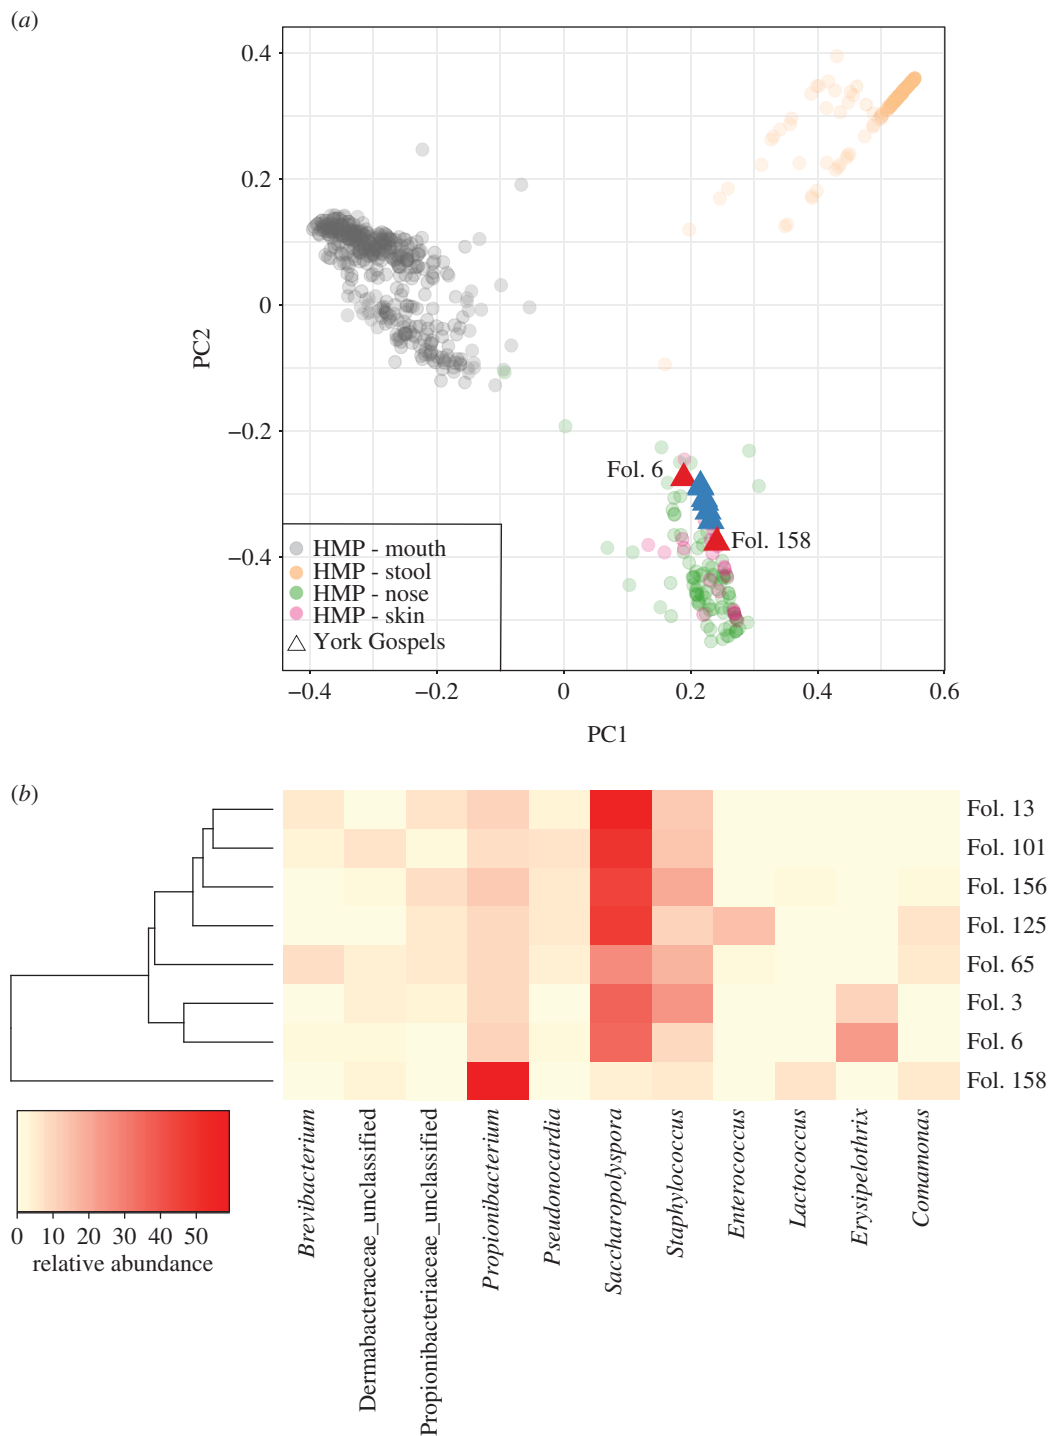 (a)
0.4
0.2
0
−0.2
−0.4
PC2
Fol. 6
Fol. 158
HMP - mouth
HMP - stool
HMP - nose
HMP - skin
York Gospels
−0.4 −0.2 0 0.2 0.4 0.6
PC1
(b)
Fol. 13
Fol. 101
Fol. 156
Fol. 125
Fol. 65
Fol. 3
Fol. 6
Fol. 158
0 10 20 30 40 50
relative abundance
Brevibacterium
Dermabacteraceae_unclassified
Propionibacteriaceae_unclassified
Propionibacterium
Pseudonocardia
Saccharopolyspora
Staphylococcus
Enterococcus
Lactococcus
Erysipelothrix
Comamonas